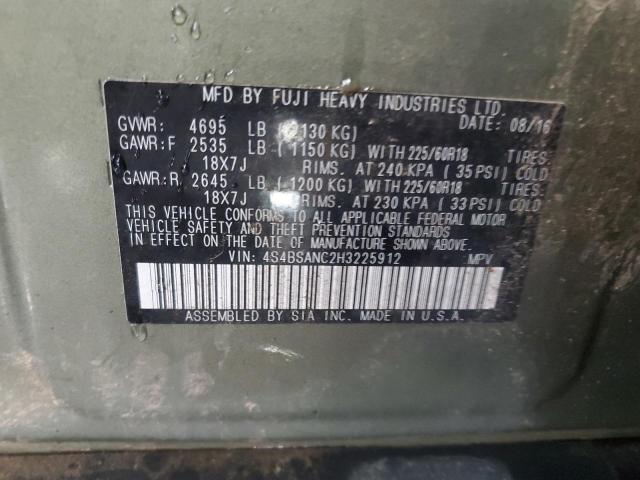 MFD BY FUJI HEAVY INDUSTRIES LTD.
DATE: 08/16
GVWR: 4695 LB (2130 KG)
GAWR:F 2535 LB (1150 KG) WITH 225/60R18 TIRES
18X7J RIMS. AT 240 KPA (35 PSI) COLD
GAWR:R 2645 LB (1200 KG) WITH 225/60R18 TIRES
18X7J RIMS. AT 230 KPA (33 PSI) COLD
THIS VEHICLE CONFORMS TO ALL APPLICABLE FEDERAL MOTOR
VEHICLE SAFETY AND THEFT PREVENTION STANDARDS
IN EFFECT ON THE DATE OF MANUFACTURE SHOWN ABOVE.
VIN: 4S4BSANC2H3225912 MPV
ASSEMBLED BY SIA INC. MADE IN U.S.A.